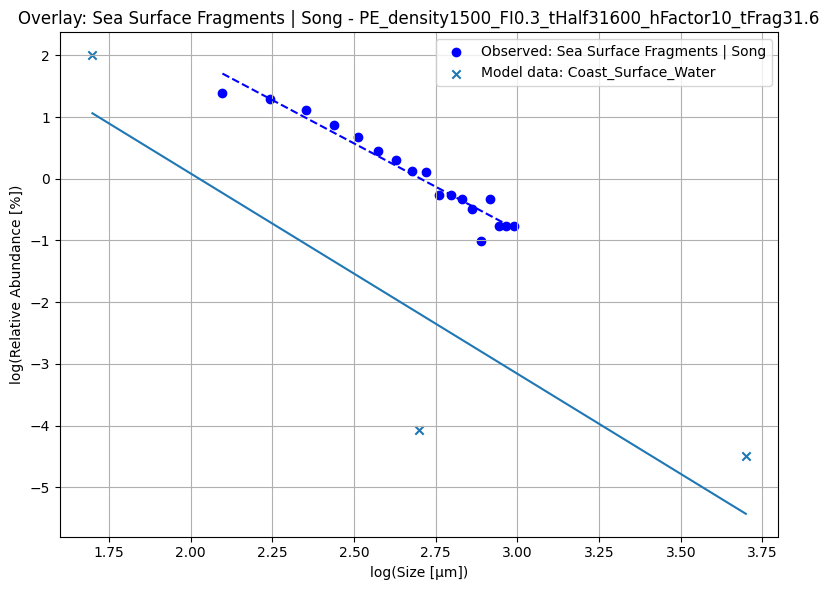 Overlay: Sea Surface Fragments | Song - PE_density1500_FI0.3_tHalf31600_hFactor10_tFrag31.6
Observed: Sea Surface Fragments | Song
Model data: Coast_Surface_Water
log(Relative Abundance [%])
2
1
0
−1
−2
−3
−4
−5
1.75 2.00 2.25 2.50 2.75 3.00 3.25 3.50 3.75
log(Size [μm])